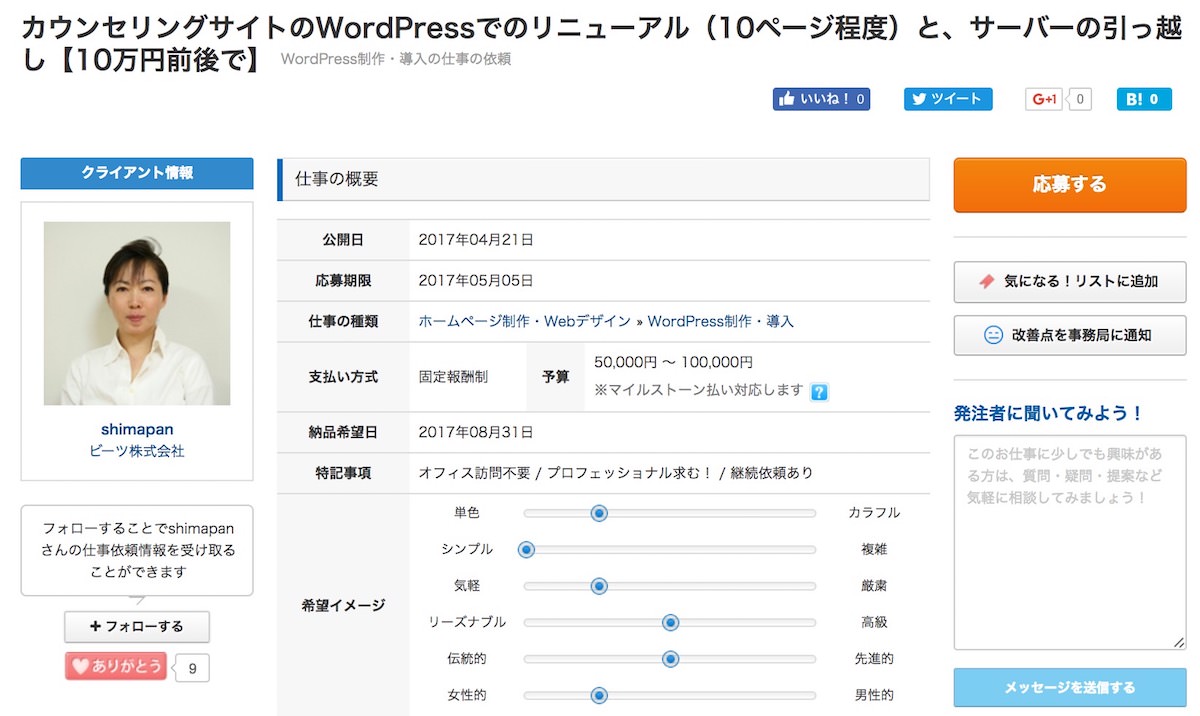 カウンセリングサイトのWordPressでのリニューアル（10ページ程度）と、サーバーの引っ越
し【10万円前後で】 WordPress制作・導入の仕事の依頼
いいね！ 0
ツイート
G+1 0
B! 0
クライアント情報
shimapan
ビーツ株式会社
フォローすることでshimapan
さんの仕事依頼情報を受け取る
ことができます
+フォローする
ありがとう 9
仕事の概要
公開日 2017年04月21日
応募期限 2017年05月05日
仕事の種類 ホームページ制作・Webデザイン » WordPress制作・導入
支払い方式 固定報酬制 予算 50,000円 〜 100,000円
※マイルストーン払い対応します ?
納品希望日 2017年08月31日
特記事項 オフィス訪問不要 / プロフェッショナル求む！ / 継続依頼あり
希望イメージ
単色 カラフル
シンプル 複雑
気軽 厳粛
リーズナブル 高級
伝統的 先進的
女性的 男性的
応募する
気になる！リストに追加
改善点を事務局に通知
発注者に聞いてみよう！
このお仕事に少しでも興味があ
る方は、質問・疑問・提案など
気軽に相談してみましょう！
メッセージを送信する